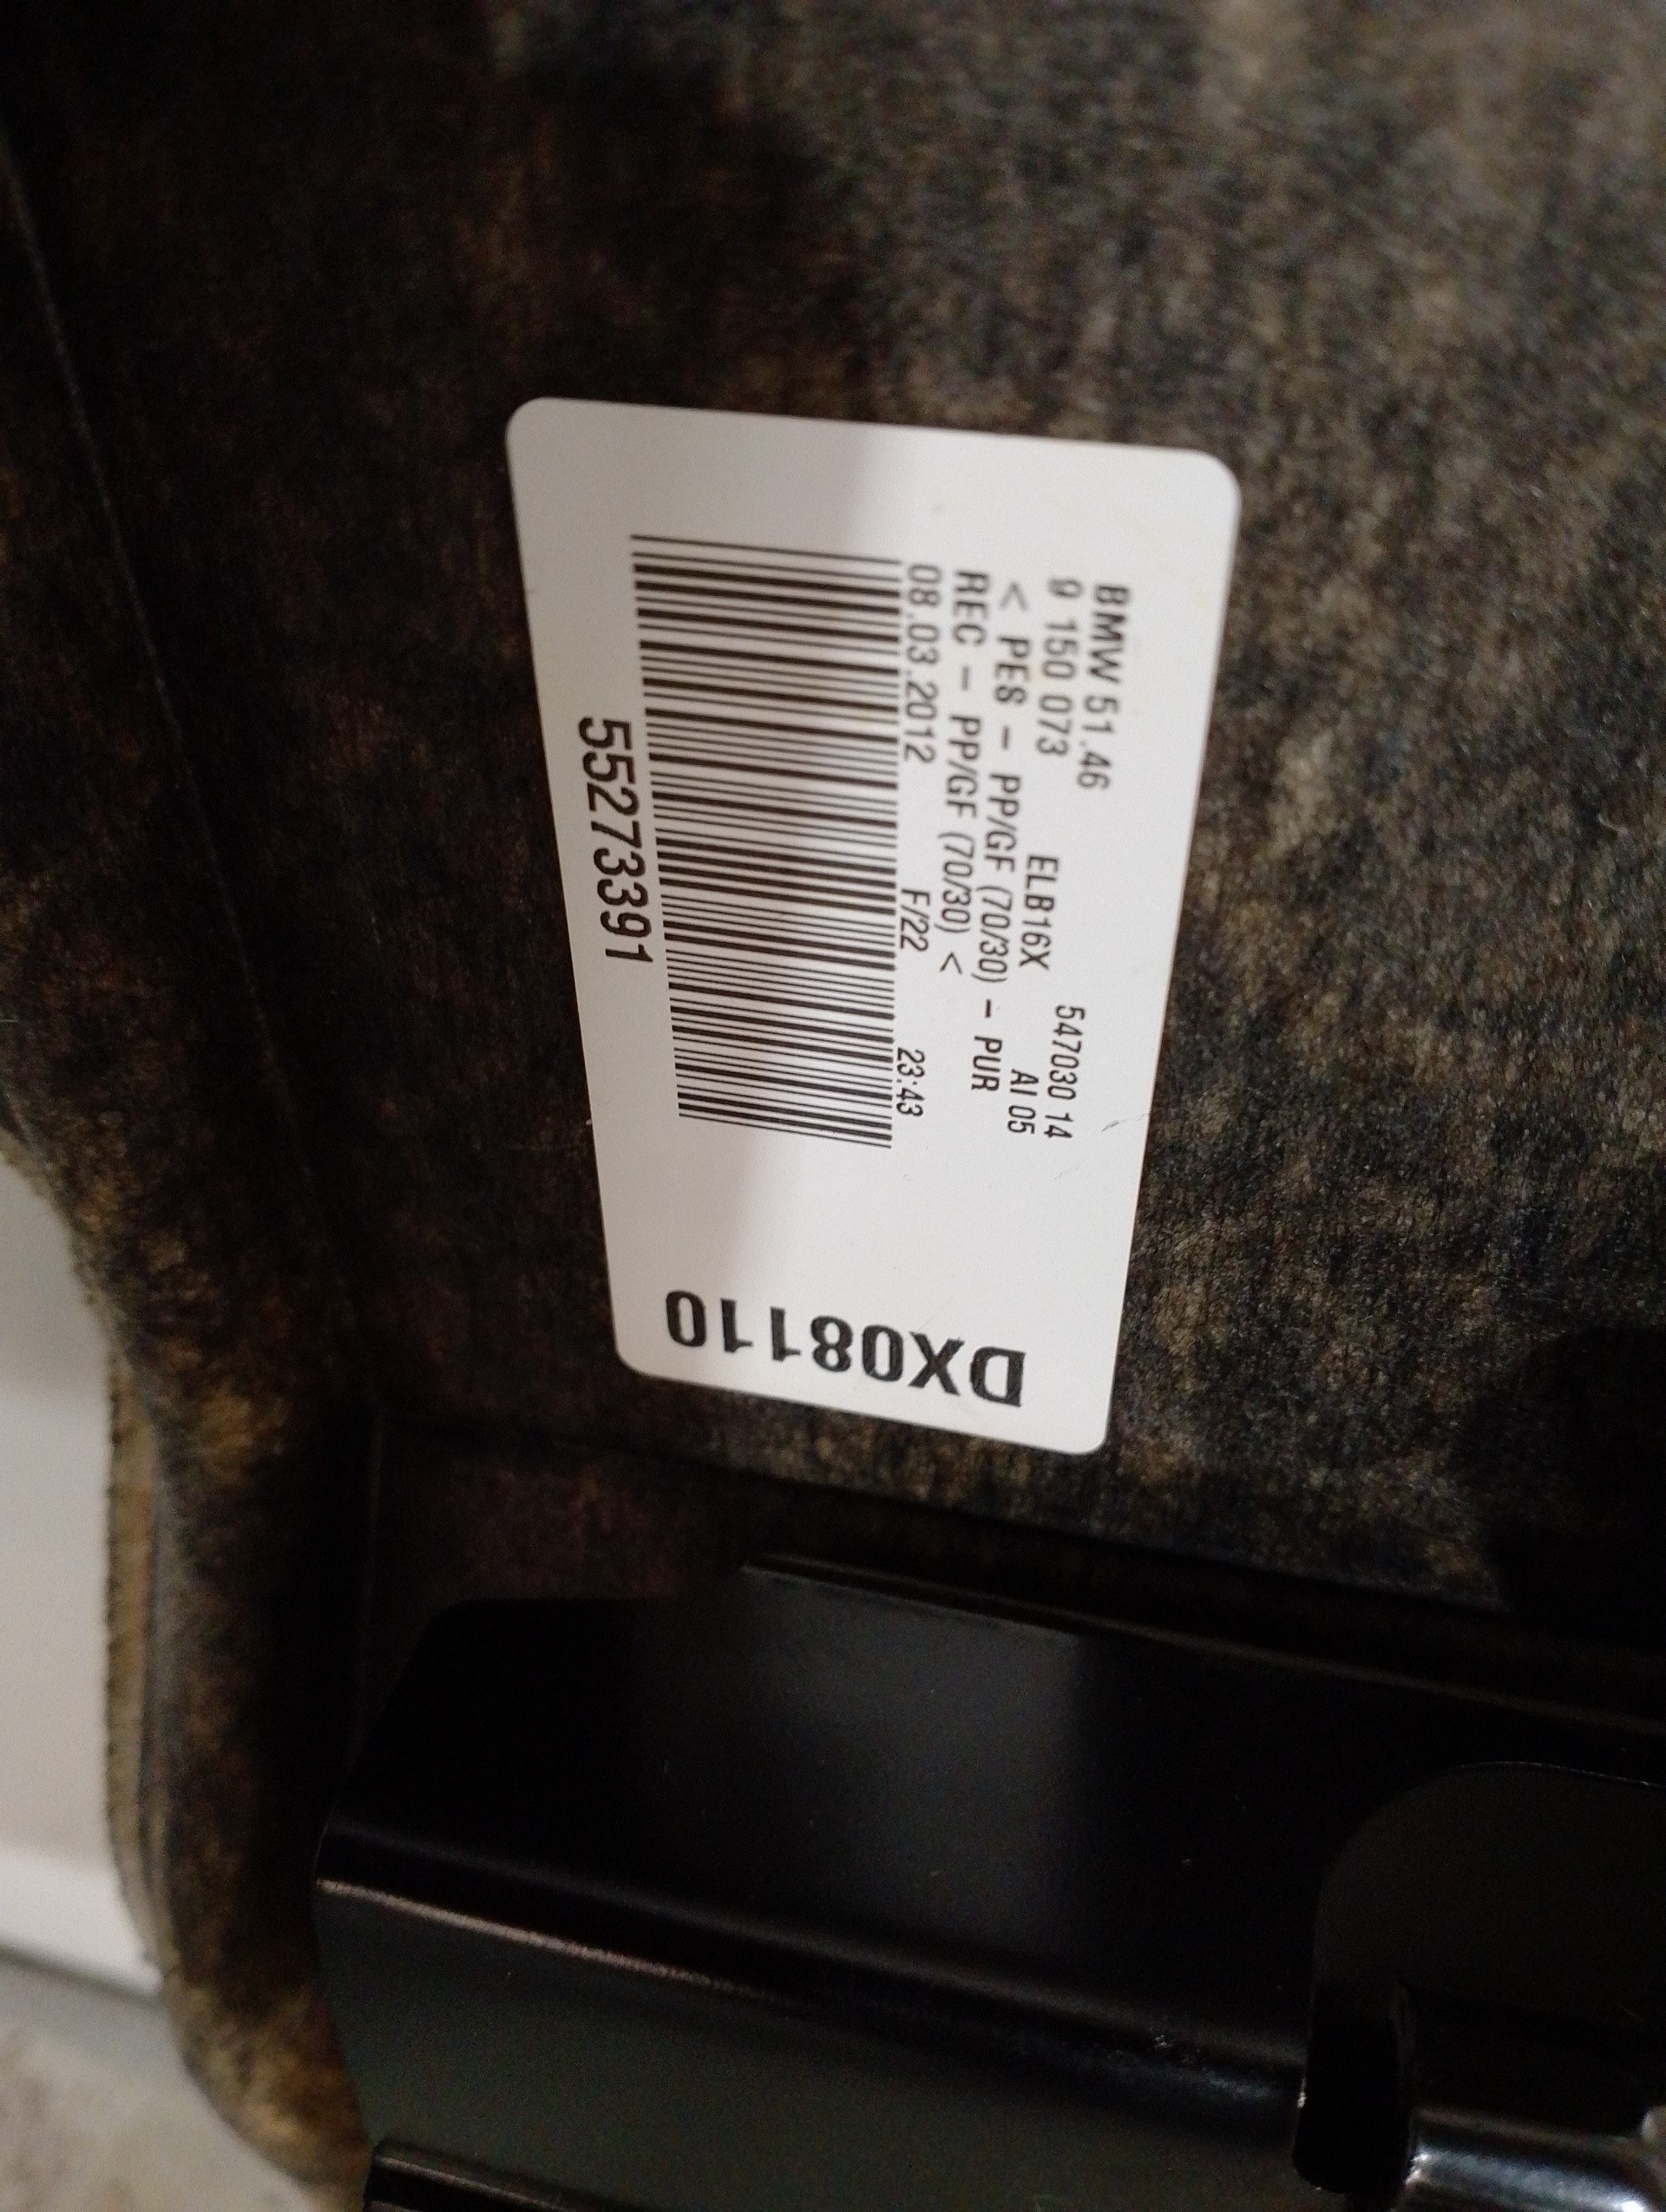 BMW 51.46 547030 14
9 150 073 ELB16X AI 05
< PES - PP/GF (70/30) - PUR
REC - PP/GF (70/30) <
08.03.2012 F/22 23:43
55273391
DX08110